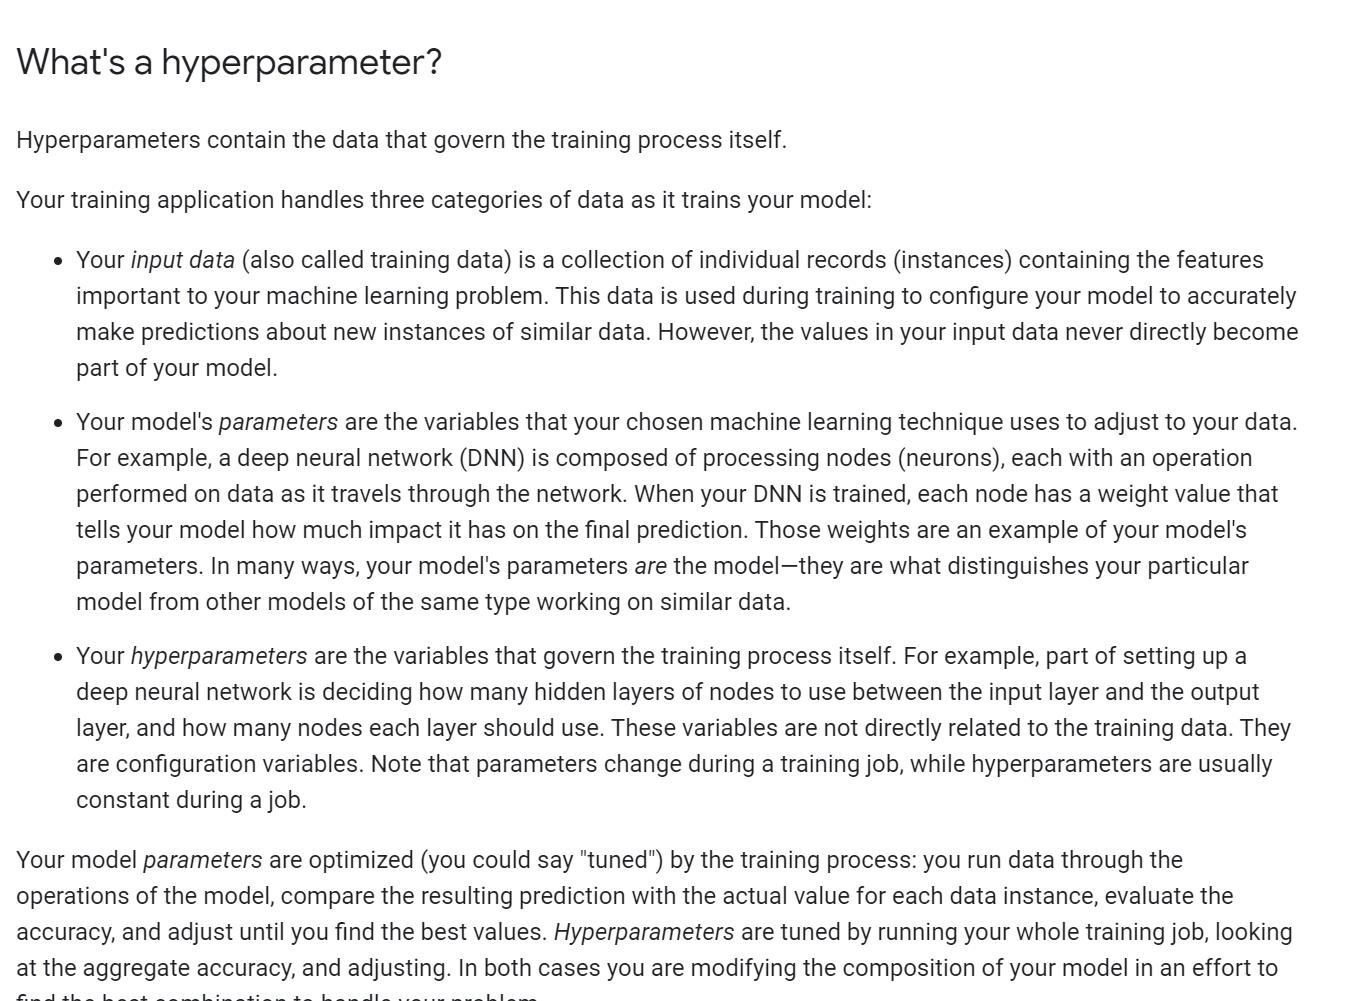 What's a hyperparameter?
Hyperparameters contain the data that govern the training process itself.
Your training application handles three categories of data as it trains your model:
• Your input data (also called training data) is a collection of individual records (instances) containing the features
important to your machine learning problem. This data is used during training to configure your model to accurately
make predictions about new instances of similar data. However, the values in your input data never directly become
part of your model.
• Your model's parameters are the variables that your chosen machine learning technique uses to adjust to your data.
For example, a deep neural network (DNN) is composed of processing nodes (neurons), each with an operation
performed on data as it travels through the network. When your DNN is trained, each node has a weight value that
tells your model how much impact it has on the final prediction. Those weights are an example of your model's
parameters. In many ways, your model's parameters are the model—they are what distinguishes your particular
model from other models of the same type working on similar data.
• Your hyperparameters are the variables that govern the training process itself. For example, part of setting up a
deep neural network is deciding how many hidden layers of nodes to use between the input layer and the output
layer, and how many nodes each layer should use. These variables are not directly related to the training data. They
are configuration variables. Note that parameters change during a training job, while hyperparameters are usually
constant during a job.
Your model parameters are optimized (you could say "tuned") by the training process: you run data through the
operations of the model, compare the resulting prediction with the actual value for each data instance, evaluate the
accuracy, and adjust until you find the best values. Hyperparameters are tuned by running your whole training job, looking
at the aggregate accuracy, and adjusting. In both cases you are modifying the composition of your model in an effort to
find the best combination to handle your problem.